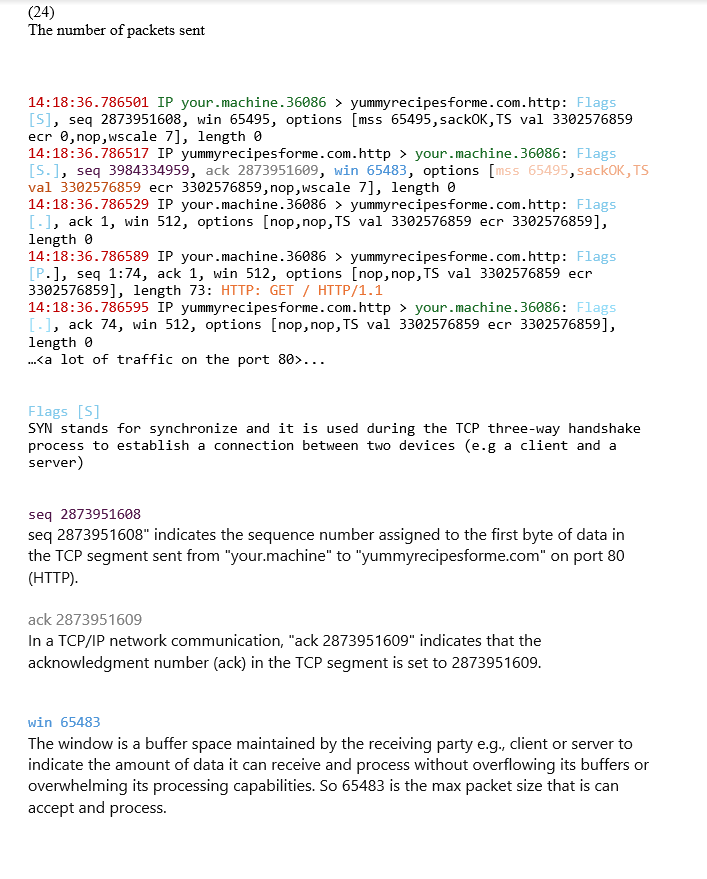 (24)
The number of packets sent
14:18:36.786501 IP your.machine.36086 > yummyrecipesforme.com.http: Flags
[S], seq 2873951608, win 65495, options [mss 65495,sackOK,TS val 3302576859
ecr 0,nop,wscale 7], length 0
14:18:36.786517 IP yummyrecipesforme.com.http > your.machine.36086: Flags
[S.], seq 3984334959, ack 2873951609, win 65483, options [mss 65495,sackOK,TS
val 3302576859 ecr 3302576859,nop,wscale 7], length 0
14:18:36.786529 IP your.machine.36086 > yummyrecipesforme.com.http: Flags
[.], ack 1, win 512, options [nop,nop,TS val 3302576859 ecr 3302576859],
length 0
14:18:36.786589 IP your.machine.36086 > yummyrecipesforme.com.http: Flags
[P.], seq 1:74, ack 1, win 512, options [nop,nop,TS val 3302576859 ecr
3302576859], length 73: HTTP: GET / HTTP/1.1
14:18:36.786595 IP yummyrecipesforme.com.http > your.machine.36086: Flags
[.], ack 74, win 512, options [nop,nop,TS val 3302576859 ecr 3302576859],
length 0
…<a lot of traffic on the port 80>...
Flags [S]
SYN stands for synchronize and it is used during the TCP three-way handshake
process to establish a connection between two devices (e.g a client and a
server)
seq 2873951608
seq 2873951608" indicates the sequence number assigned to the first byte of data in
the TCP segment sent from "your.machine" to "yummyrecipesforme.com" on port 80
(HTTP).
ack 2873951609
In a TCP/IP network communication, "ack 2873951609" indicates that the
acknowledgment number (ack) in the TCP segment is set to 2873951609.
win 65483
The window is a buffer space maintained by the receiving party e.g., client or server to
indicate the amount of data it can receive and process without overflowing its buffers or
overwhelming its processing capabilities. So 65483 is the max packet size that is can
accept and process.